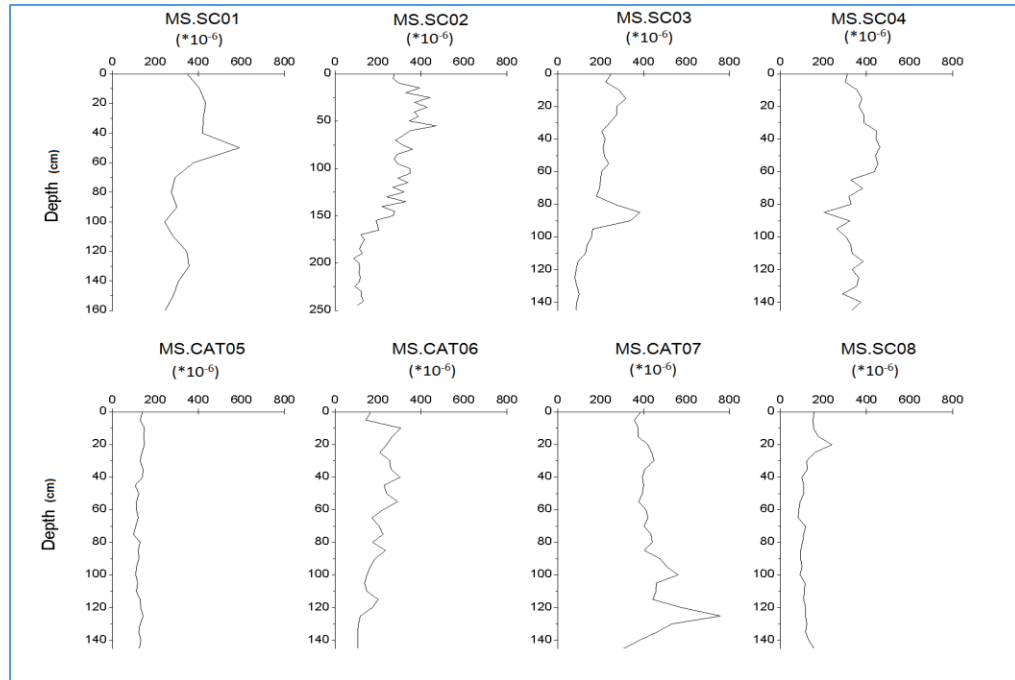 MS.SC01 MS.SC02 MS.SC03 MS.SC04
(*10-6) (*10-6) (*10-6) (*10-6)
0 200 400 600 800 0 200 400 600 800 0 200 400 600 800 0 200 400 600 800
0 0 0 0
20 50 20 20
40 100 40 40
60 150 60 60
80 200 80 80
100 250 100 100
120 120 120
140 140 140
160
Depth (cm)
MS.CAT05 MS.CAT06 MS.CAT07 MS.SC08
(*10-6) (*10-6) (*10-6) (*10-6)
0 200 400 600 800 0 200 400 600 800 0 200 400 600 800 0 200 400 600 800
0 0 0 0
20 20 20 20
40 40 40 40
60 60 60 60
80 80 80 80
100 100 100 100
120 120 120 120
140 140 140 140
Depth (cm)